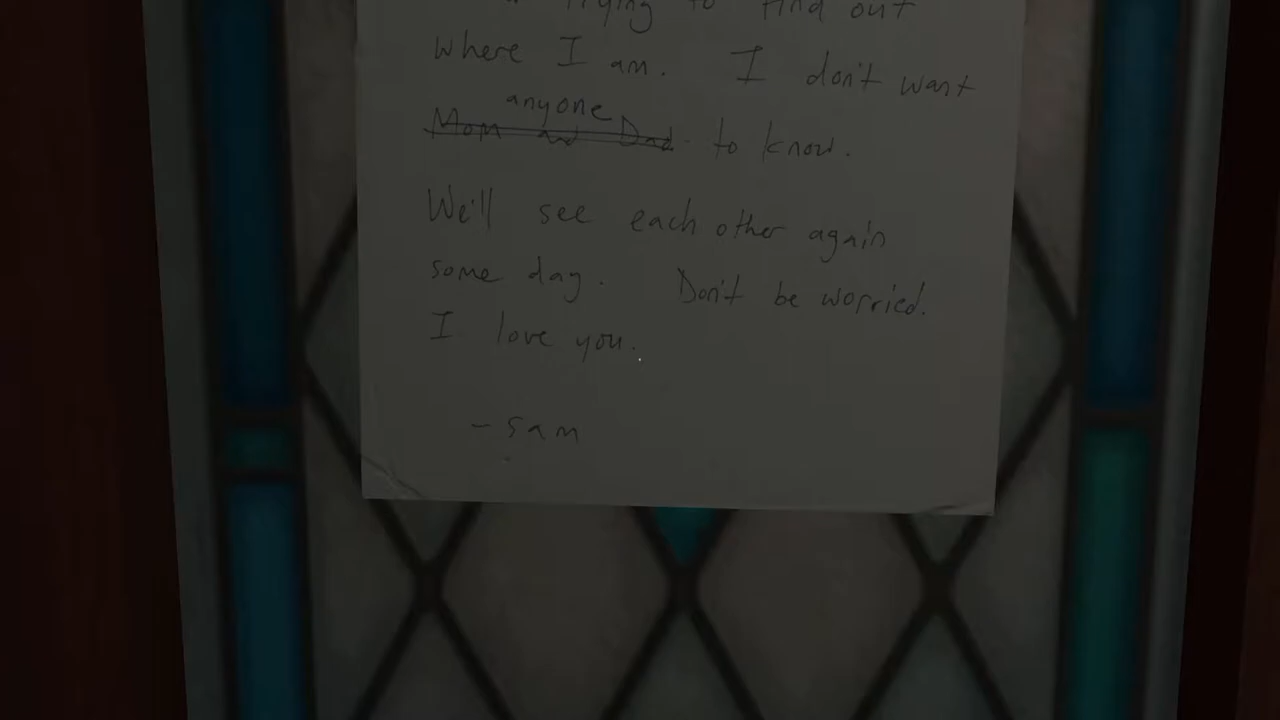 trying to find out
where I am. I don't want
anyone
Mom and Dad to know.
We'll see each other again
some day. Don't be worried.
I love you.
- Sam